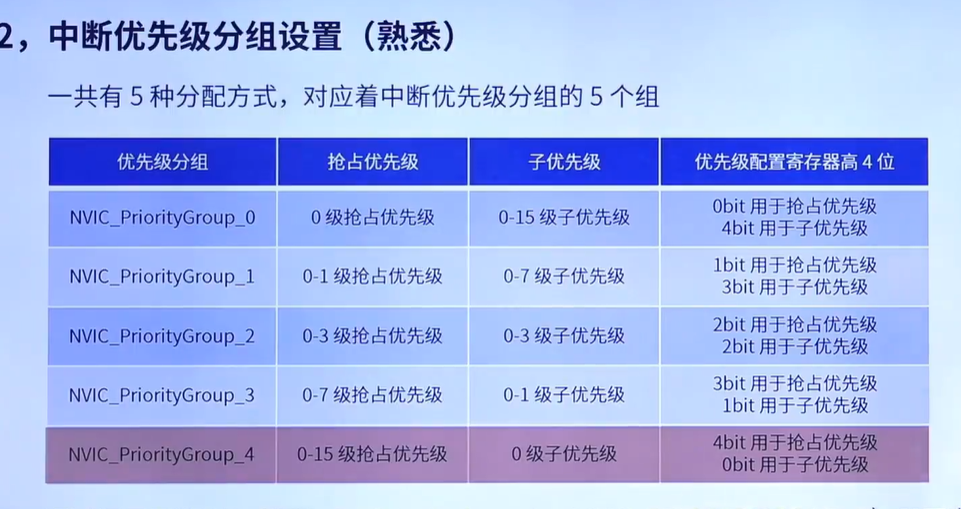 2，中断优先级分组设置（熟悉）
一共有 5 种分配方式，对应着中断优先级分组的 5 个组
优先级分组 抢占优先级 子优先级 优先级配置寄存器高 4 位
NVIC_PriorityGroup_0 0 级抢占优先级 0-15 级子优先级 0bit 用于抢占优先级
4bit 用于子优先级
NVIC_PriorityGroup_1 0-1 级抢占优先级 0-7 级子优先级 1bit 用于抢占优先级
3bit 用于子优先级
NVIC_PriorityGroup_2 0-3 级抢占优先级 0-3 级子优先级 2bit 用于抢占优先级
2bit 用于子优先级
NVIC_PriorityGroup_3 0-7 级抢占优先级 0-1 级子优先级 3bit 用于抢占优先级
1bit 用于子优先级
NVIC_PriorityGroup_4 0-15 级抢占优先级 0 级子优先级 4bit 用于抢占优先级
0bit 用于子优先级